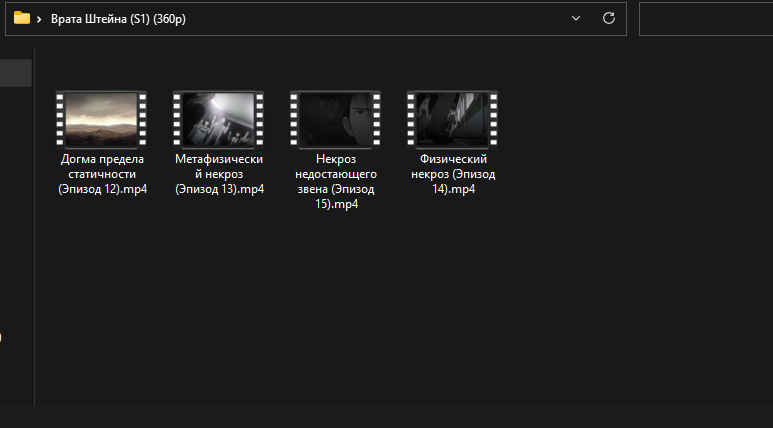 Врата Штейна (S1) (360p)
Догма предела
статичности
(Эпизод 12).mp4
Метафизически
й некроз
(Эпизод 13).mp4
Некроз
недостающего
звена (Эпизод
15).mp4
Физический
некроз (Эпизод
14).mp4
)